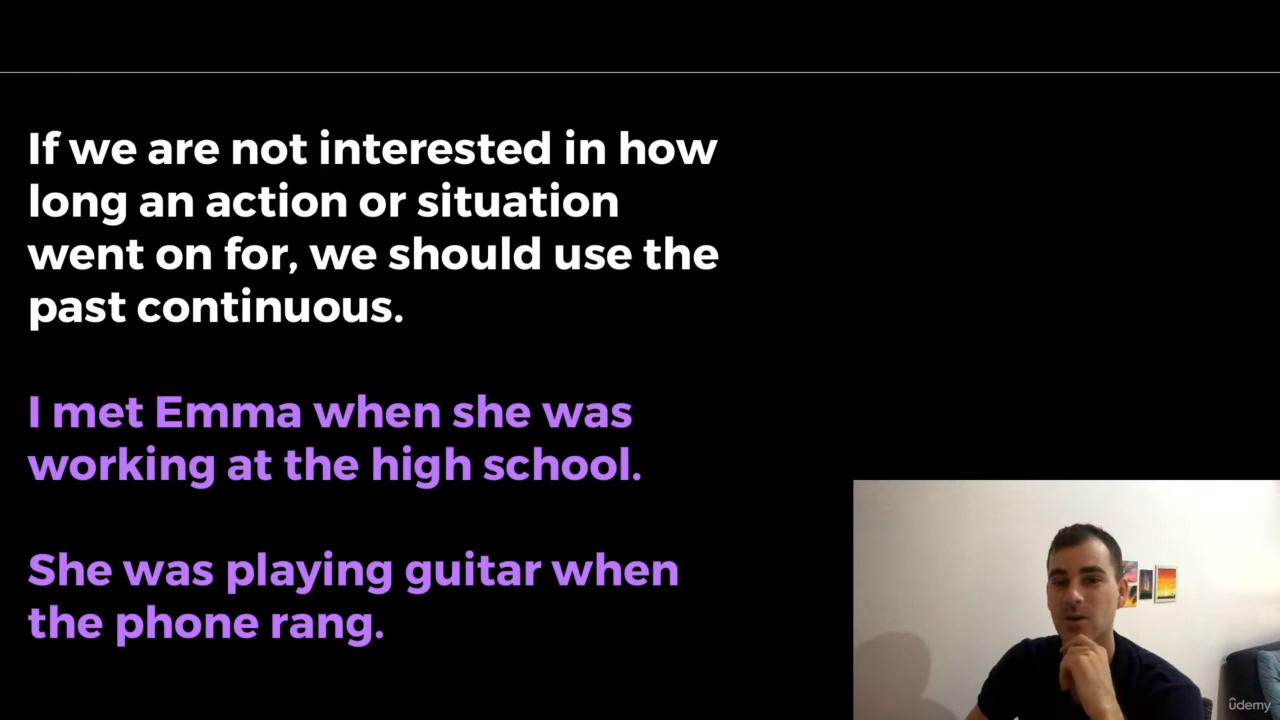 If we are not interested in how
long an action or situation
went on for, we should use the
past continuous.
I met Emma when she was
working at the high school.
She was playing guitar when
the phone rang.
ûdemy